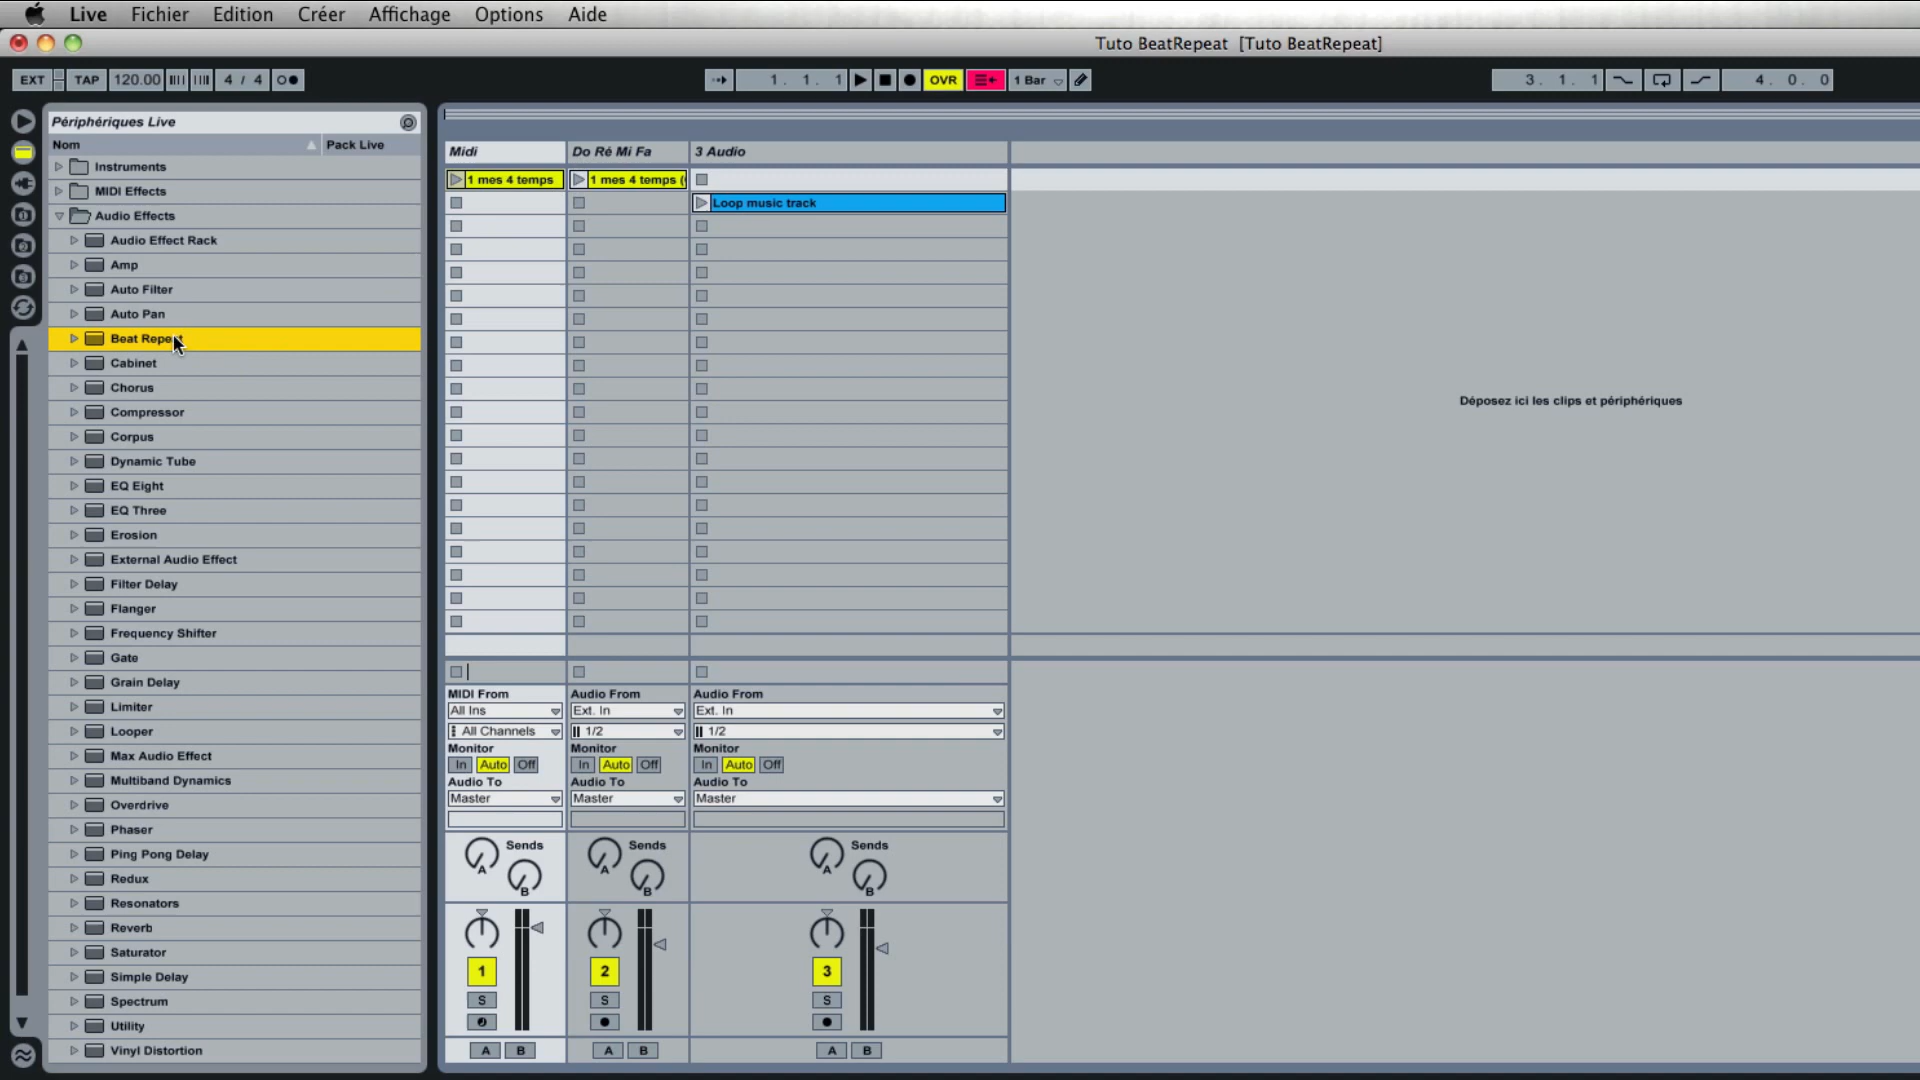 Live Fichier Edition Créer Affichage Options Aide
Tuto BeatRepeat [Tuto BeatRepeat]
EXT TAP 120.00 4 / 4 1. 1. 1 OVR 1 Bar 3. 1. 1 4. 0. 0
Périphériques Live
Nom Pack Live
Instruments
MIDI Effects
Audio Effects
Audio Effect Rack
Amp
Auto Filter
Auto Pan
Beat Repeat
Cabinet
Chorus
Compressor
Corpus
Dynamic Tube
EQ Eight
EQ Three
Erosion
External Audio Effect
Filter Delay
Flanger
Frequency Shifter
Gate
Grain Delay
Limiter
Looper
Max Audio Effect
Multiband Dynamics
Overdrive
Phaser
Ping Pong Delay
Redux
Resonators
Reverb
Saturator
Simple Delay
Spectrum
Utility
Vinyl Distortion
Midi Do Ré Mi Fa 3 Audio
1 mes 4 temps 1 mes 4 temps (
Loop music track
Déposez ici les clips et périphériques
MIDI From Audio From Audio From
All Ins Ext. In Ext. In
All Channels 1/2 1/2
Monitor Monitor Monitor
In Auto Off In Auto Off In Auto Off
Audio To Audio To Audio To
Master Master Master
Sends Sends Sends
A B A B A B
1 2 3
S S S
A B A B A B